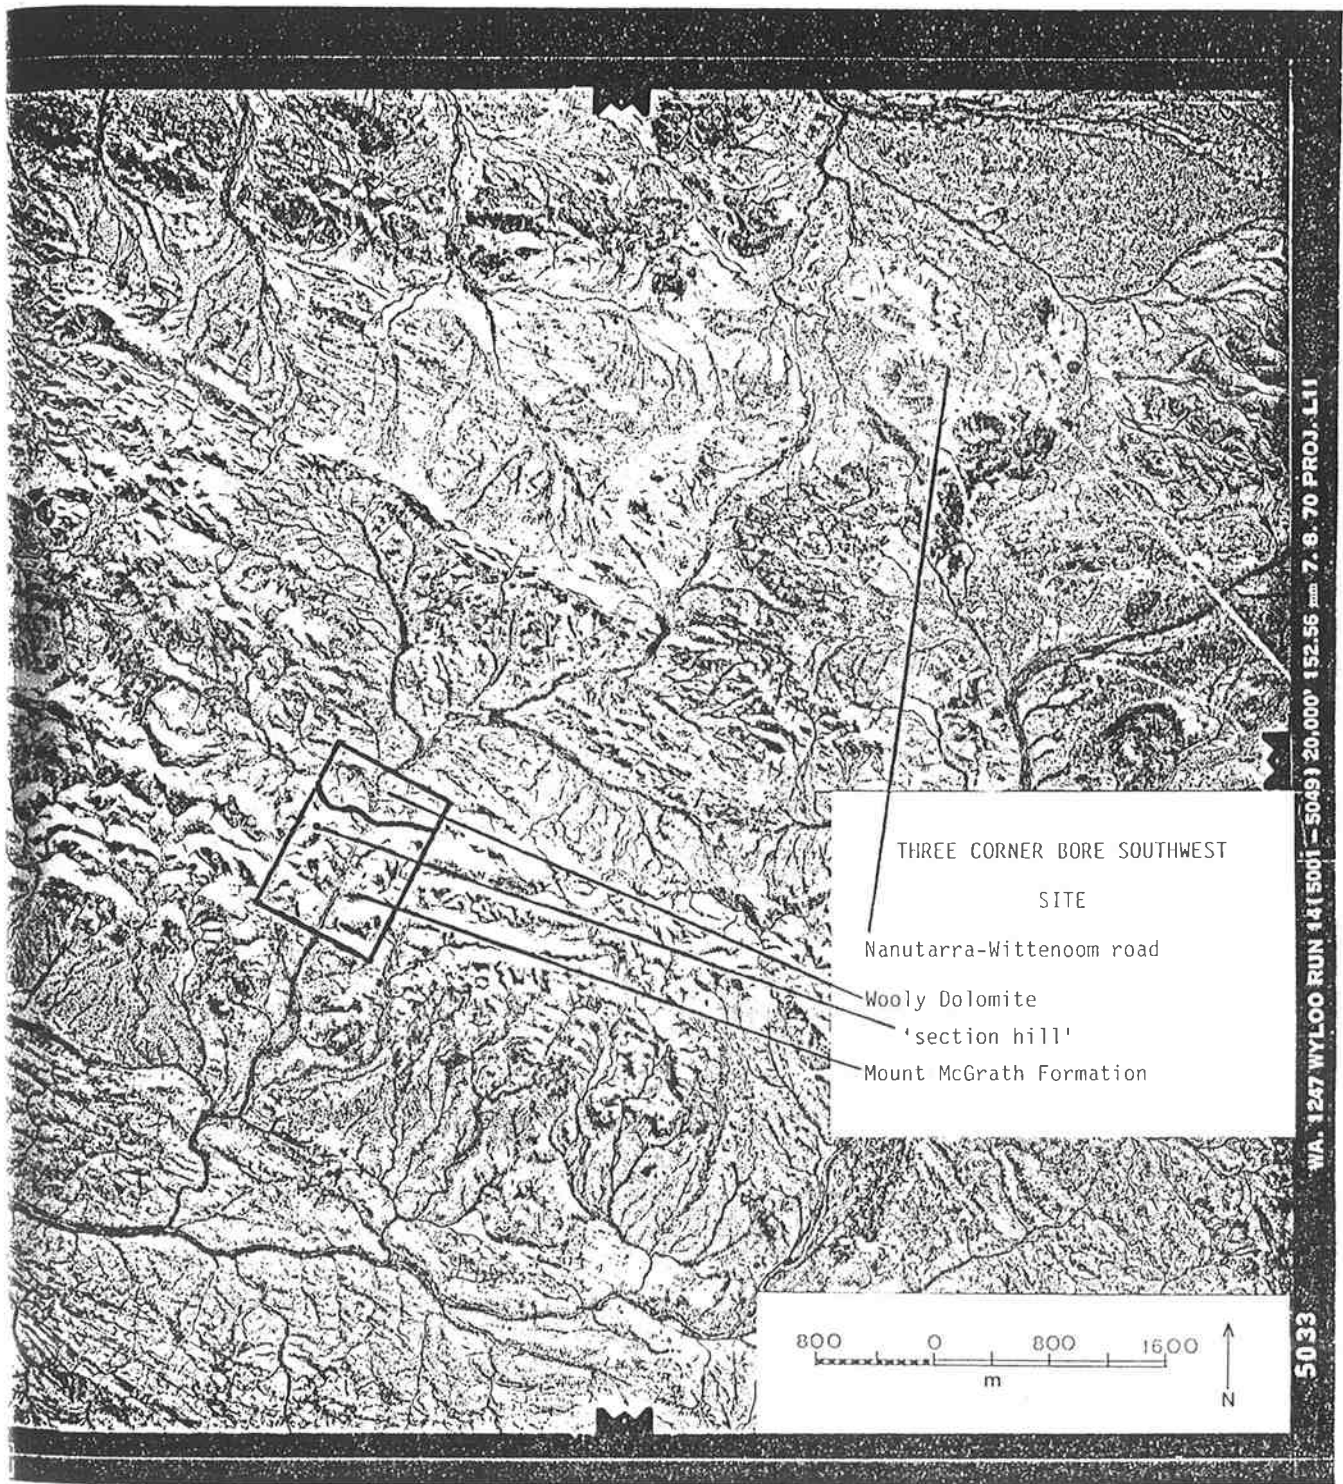 THREE CORNER BORE SOUTHWEST
SITE
Nanutarra-Wittenoom road
Wooly Dolomite
'section hill'
Mount McGrath Formation
800 0 800 1600
m
N
5033
WA. 1247 WYLOO RUN 14(5001-5049) 20,000' 152.56 mm 7. 8. 70 PROJ. L11